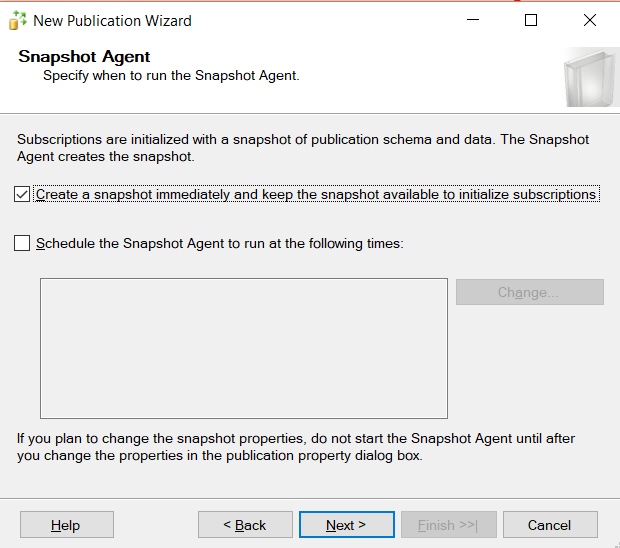 New Publication Wizard
Snapshot Agent
Specify when to run the Snapshot Agent.
Subscriptions are initialized with a snapshot of publication schema and data. The Snapshot
Agent creates the snapshot.
Create a snapshot immediately and keep the snapshot available to initialize subscriptions
Schedule the Snapshot Agent to run at the following times:
Change...
If you plan to change the snapshot properties, do not start the Snapshot Agent until after
you change the properties in the publication property dialog box.
Help
< Back
Next >
Finish >>|
Cancel